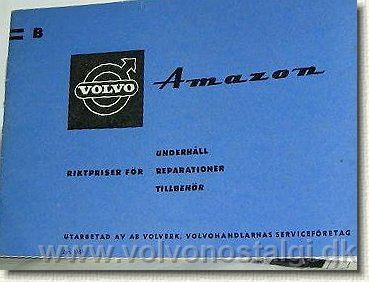 B
VOLVO
Amazon
UNDERHÅLL
RIKTPRISER FÖR REPARATIONER
TILLBEHÖR
UTARBETAD AV AB VOLVERK, VOLVOHANDLARNAS SERVICEFÖRETAG
www.volvonostalgi.dk